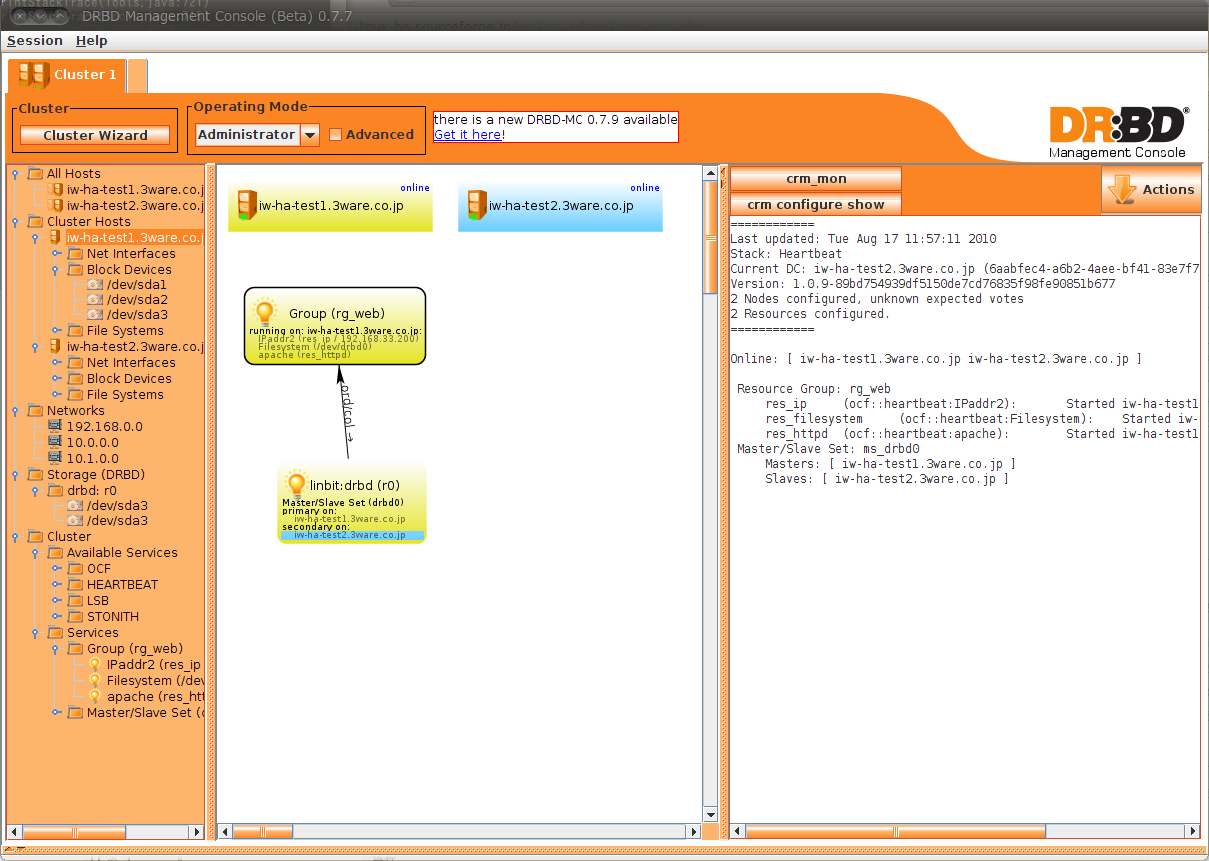 DRBD Management Console (Beta) 0.7.7
Session Help
Cluster 1
Cluster
Cluster Wizard
Operating Mode
Administrator
Advanced
there is a new DRBD-MC 0.7.9 available
Get it here!
DR:BD®
Management Console
All Hosts
iw-ha-test1.3ware.co.j
iw-ha-test2.3ware.co.j
Cluster Hosts
iw-ha-test1.3ware.co.j
Net Interfaces
Block Devices
/dev/sda1
/dev/sda2
/dev/sda3
File Systems
iw-ha-test2.3ware.co.j
Net Interfaces
Block Devices
File Systems
Networks
192.168.0.0
10.0.0.0
10.1.0.0
Storage (DRBD)
drbd: r0
/dev/sda3
/dev/sda3
Cluster
Available Services
OCF
HEARTBEAT
LSB
STONITH
Services
Group (rg_web)
IPaddr2 (res_ip
Filesystem (/dev
apache (res_htt
Master/Slave Set (d
online
iw-ha-test1.3ware.co.jp
online
iw-ha-test2.3ware.co.jp
Group (rg_web)
running on: iw-ha-test1.3ware.co.jp:
IPaddr2 (res_ip / 192.168.33.200)
Filesystem (/dev/drbd0)
apache (res_httpd)
ord/col →
linbit:drbd (r0)
Master/Slave Set (drbd0)
primary on:
iw-ha-test1.3ware.co.jp
secondary on:
iw-ha-test2.3ware.co.jp
crm_mon
crm configure show
Actions
============
Last updated: Tue Aug 17 11:57:11 2010
Stack: Heartbeat
Current DC: iw-ha-test2.3ware.co.jp (6aabfec4-a6b2-4aee-bf41-83e7f7
Version: 1.0.9-89bd754939df5150de7cd76835f98fe90851b677
2 Nodes configured, unknown expected votes
2 Resources configured.
============
Online: [ iw-ha-test1.3ware.co.jp iw-ha-test2.3ware.co.jp ]
Resource Group: rg_web
res_ip (ocf::heartbeat:IPaddr2): Started iw-ha-test1
res_filesystem (ocf::heartbeat:Filesystem): Started iw-
res_httpd (ocf::heartbeat:apache): Started iw-ha-test1
Master/Slave Set: ms_drbd0
Masters: [ iw-ha-test1.3ware.co.jp ]
Slaves: [ iw-ha-test2.3ware.co.jp ]